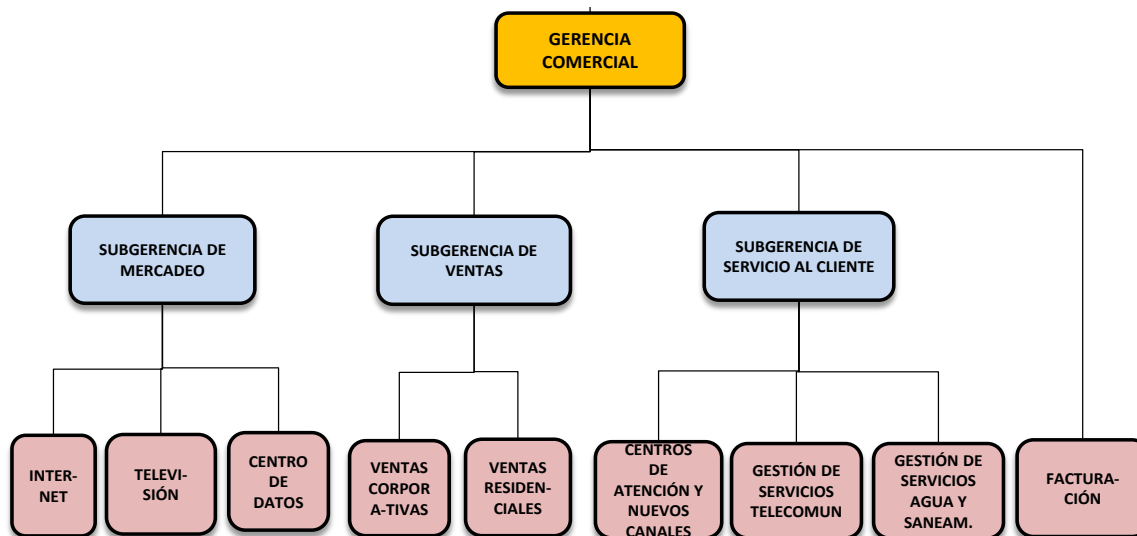 GERENCIA
COMERCIAL
SUBGERENCIA DE
MERCADEO
SUBGERENCIA DE
VENTAS
SUBGERENCIA DE
SERVICIO AL CLIENTE
INTER-
NET
TELEVI-
SIÓN
CENTRO
DE
DATOS
VENTAS
CORPOR
A-TIVAS
VENTAS
RESIDEN-
CIALES
CENTROS
DE
ATENCIÓN Y
NUEVOS
CANALES
GESTIÓN DE
SERVICIOS
TELECOMUN
GESTIÓN DE
SERVICIOS
AGUA Y
SANEAM.
FACTURA-
CIÓN